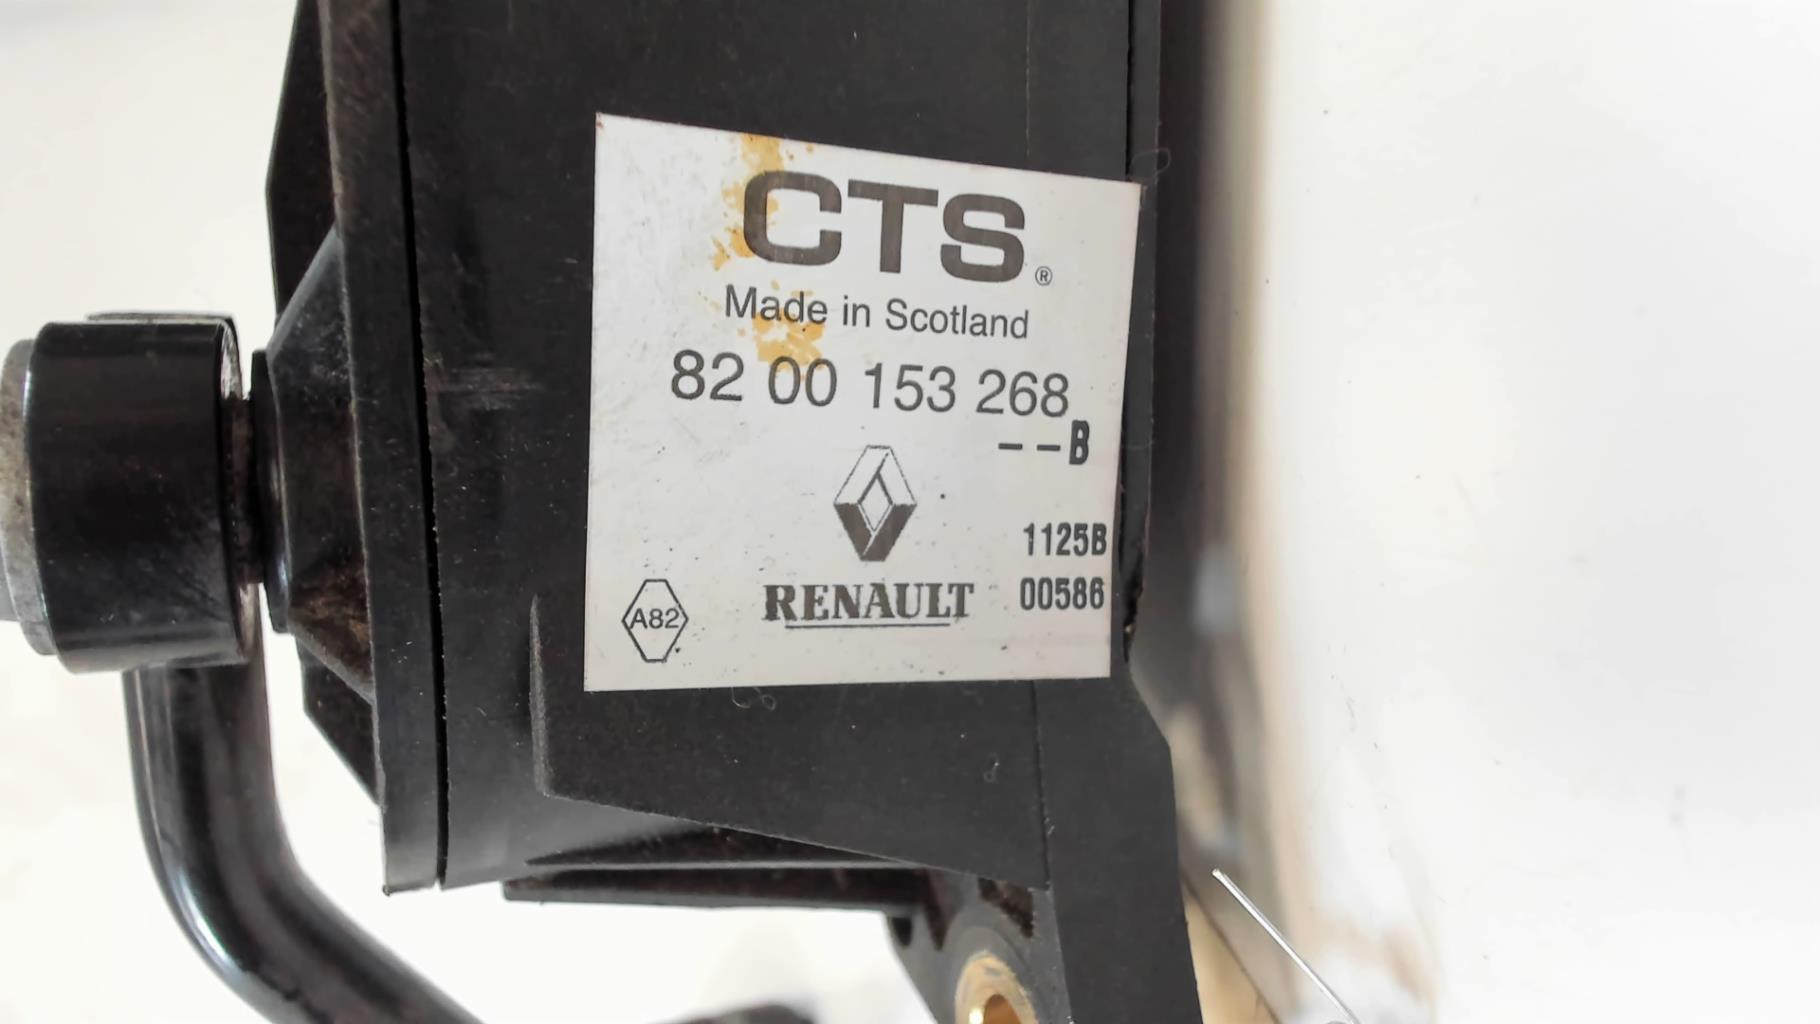 CTS®
Made in Scotland
82 00 153 268
--B
1125B
RENAULT
00586
A82